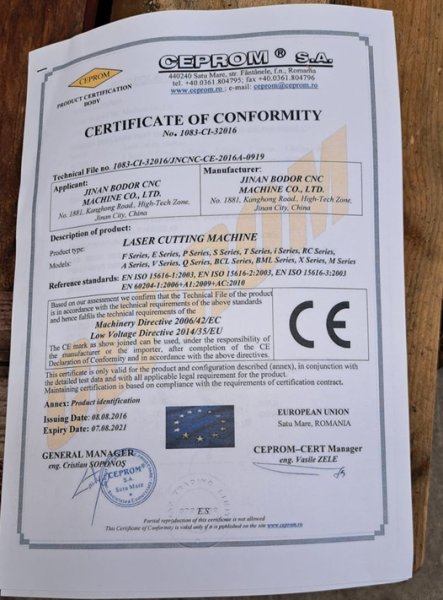 CEPROM
PRODUCT CERTIFICATION
BODY
CEPROM ® S.A.
440240 Satu Mare, str. Fântânele, f.n., Romania
tel. +40.0361.804795; fax +40.0361.804796
www.ceprom.ro; e-mail: ceprom@ceprom.ro
CERTIFICATE OF CONFORMITY
No. 1083-CI-32016
Technical File no. 1083-CI-32016/JNCNC-CE-2016A-0919
Applicant:
JINAN BODOR CNC
MACHINE CO., LTD.
No. 1881, Kanghong Road., High-Tech Zone,
Jinan City, China
Manufacturer:
JINAN BODOR CNC
MACHINE CO., LTD.
No. 1881, Kanghong Road., High-Tech Zone,
Jinan City, China
Description of product:
Product type: LASER CUTTING MACHINE
Models: F Series, E Series, P Series, S Series, T Series, i Series, RC Series,
A Series, V Series, Q Series, BCL Series, BML Series, X Series, M Series
Reference standards: EN ISO 15616-1:2003, EN ISO 15616-2:2003, EN ISO 15616-3:2003
EN 60204-1:2006+A1:2009+AC:2010
Based on our assessment we confirm that the Technical File of the product
is in accordance with the technical requirements of the above standards
and hence fulfils the technical requirements of
Machinery Directive 2006/42/EC
Low Voltage Directive 2014/35/EU
The CE mark as show joined can be used, under the responsibility of
the manufacturer or the importer, after completion of the CE
Declaration of Conformity and in accordance with the above directives.
CE
This certificate is only valid for the product and configuration described (annex), in conjunction with
the detailed test data and with all applicable legal requirement for the product.
Maintaining certification is based on compliance with the requirements of certification contract.
Annex: Product identification
Issuing Date: 08.08.2016
Expiry Date: 07.08.2021
EUROPEAN UNION
Satu Mare, ROMANIA
GENERAL MANAGER
eng. Cristian SOPONOȘ
CEPROM-CERT Manager
eng. Vasile ZELE
CEPROM
S.A.
Satu Mare
E.S.
Partial reproduction of this certificate is not allowed
This Certificate of Conformity is valid only if it is published on the site www.ceprom.ro